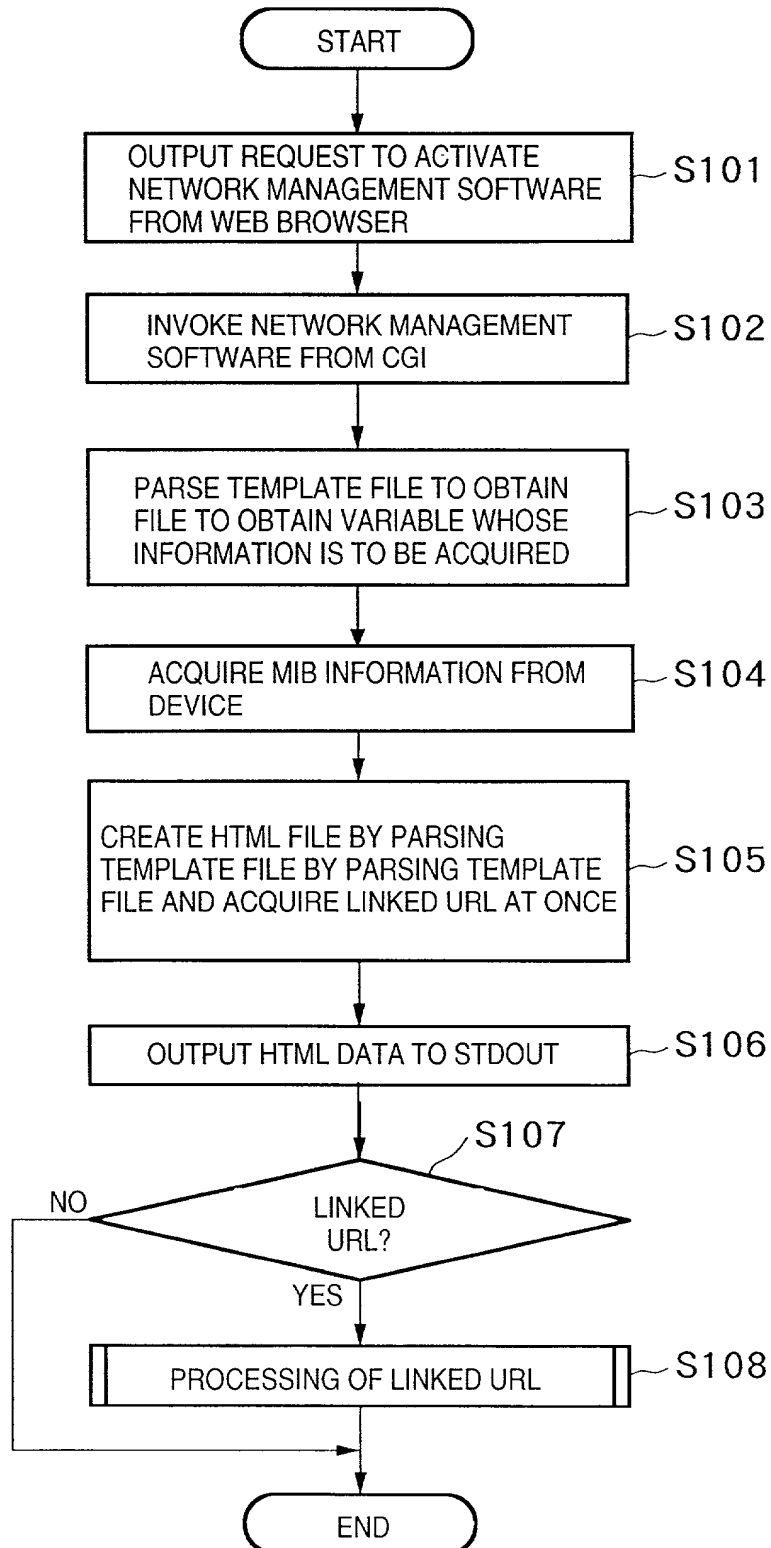 START
OUTPUT REQUEST TO ACTIVATE
NETWORK MANAGEMENT SOFTWARE
FROM WEB BROWSER
S101
INVOKE NETWORK MANAGEMENT
SOFTWARE FROM CGI
S102
PARSE TEMPLATE FILE TO OBTAIN
FILE TO OBTAIN VARIABLE WHOSE
INFORMATION IS TO BE ACQUIRED
S103
ACQUIRE MIB INFORMATION FROM
DEVICE
S104
CREATE HTML FILE BY PARSING
TEMPLATE FILE BY PARSING TEMPLATE
FILE AND ACQUIRE LINKED URL AT ONCE
S105
OUTPUT HTML DATA TO STDOUT
S106
S107
NO
LINKED
URL?
YES
PROCESSING OF LINKED URL
S108
END